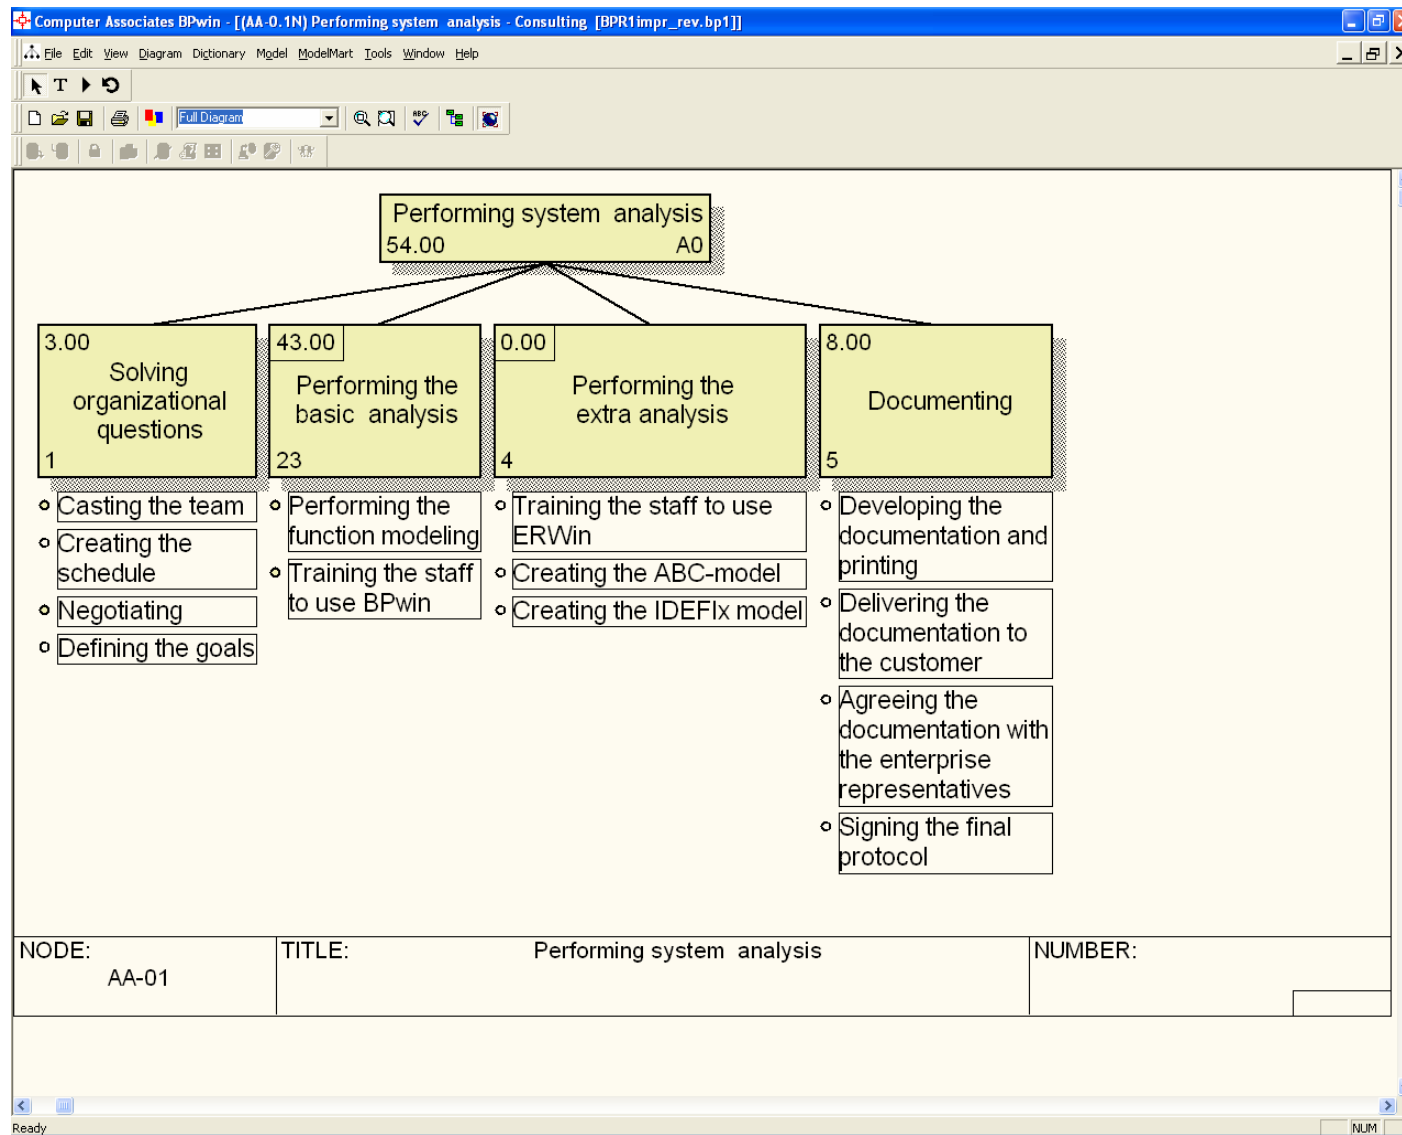 Computer Associates BPwin - [(AA-0.1N) Performing system  analysis - Consulting  [BPR1impr_rev.bp1]]
File Edit View Diagram Dictionary Model ModelMart Tools Window Help
T
Full Diagram
ABC
Performing system  analysis
54.00 A0
3.00
Solving
organizational
questions
1
43.00
Performing the
basic  analysis
23
0.00
Performing the
extra analysis
4
8.00
Documenting
5
Casting the team
Creating the
schedule
Negotiating
Defining the goals
Performing the
function modeling
Training the staff
to use BPwin
Training the staff to use
ERWin
Creating the ABC-model
Creating the IDEFIx model
Developing the
documentation and
printing
Delivering the
documentation to
the customer
Agreeing the
documentation with
the enterprise
representatives
Signing the final
protocol
NODE: TITLE: Performing system  analysis NUMBER:
AA-01
Ready NUM